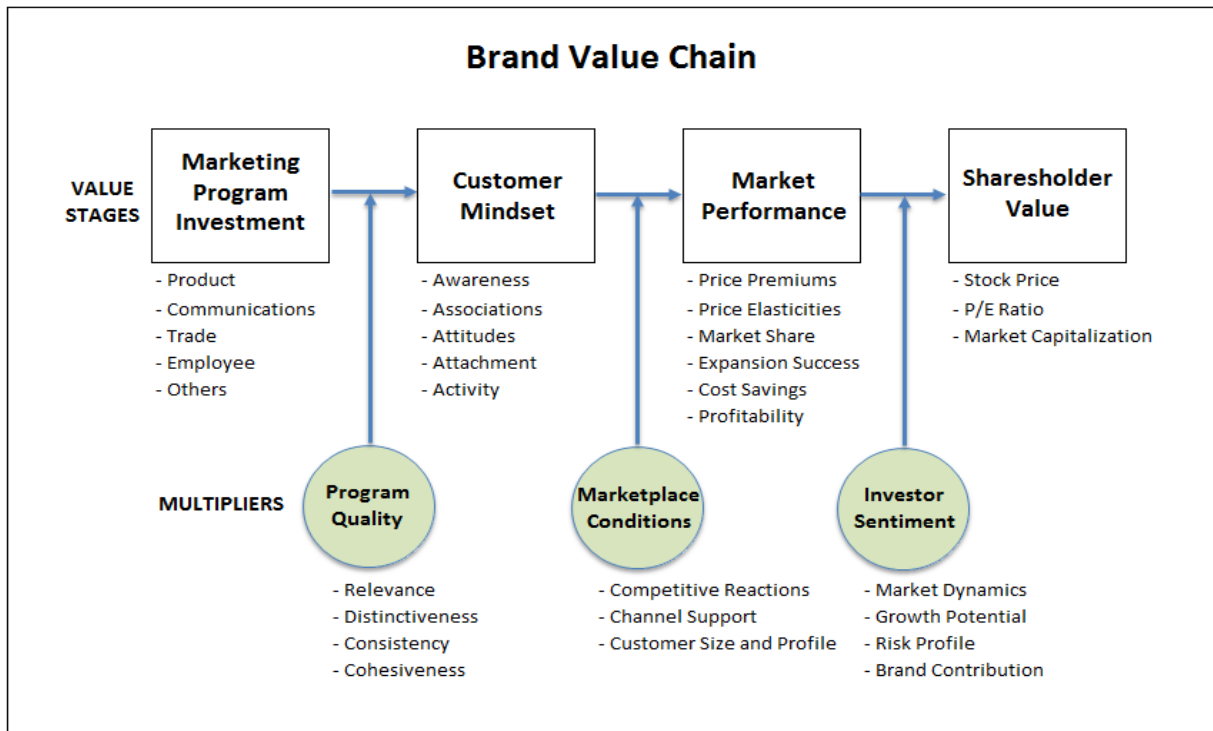 Brand Value Chain
VALUE
STAGES
Marketing
Program
Investment
Customer
Mindset
Market
Performance
Sharesholder
Value
- Product
- Communications
- Trade
- Employee
- Others
- Awareness
- Associations
- Attitudes
- Attachment
- Activity
- Price Premiums
- Price Elasticities
- Market Share
- Expansion Success
- Cost Savings
- Profitability
- Stock Price
- P/E Ratio
- Market Capitalization
MULTIPLIERS
Program
Quality
Marketplace
Conditions
Investor
Sentiment
- Relevance
- Distinctiveness
- Consistency
- Cohesiveness
- Competitive Reactions
- Channel Support
- Customer Size and Profile
- Market Dynamics
- Growth Potential
- Risk Profile
- Brand Contribution